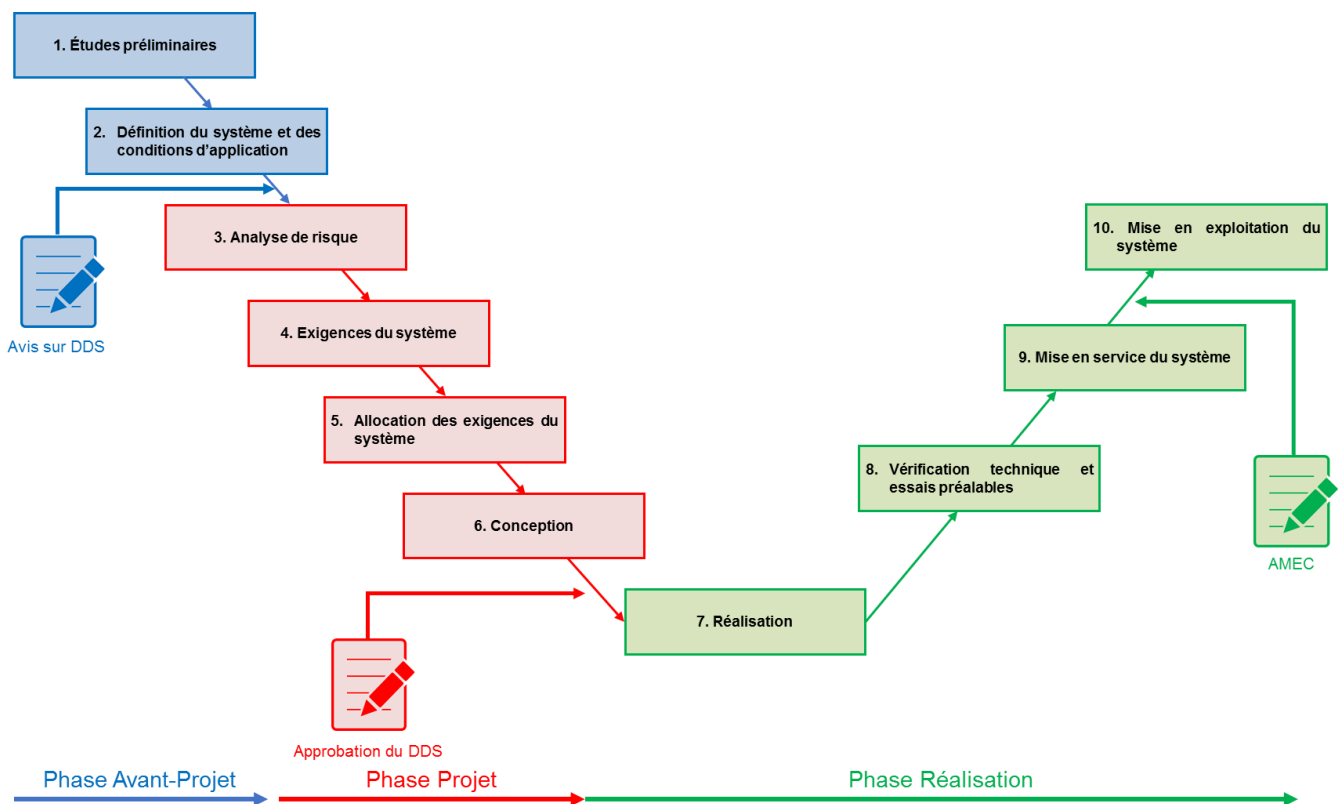 1. Études préliminaires
2. Définition du système et des
conditions d'application
3. Analyse de risque
Avis sur DDS
4. Exigences du système
5. Allocation des exigences du
système
6. Conception
Approbation du DDS
7. Réalisation
8. Vérification technique et
essais préalables
9. Mise en service du système
10. Mise en exploitation du
système
AMEC
Phase Avant-Projet
Phase Projet
Phase Réalisation